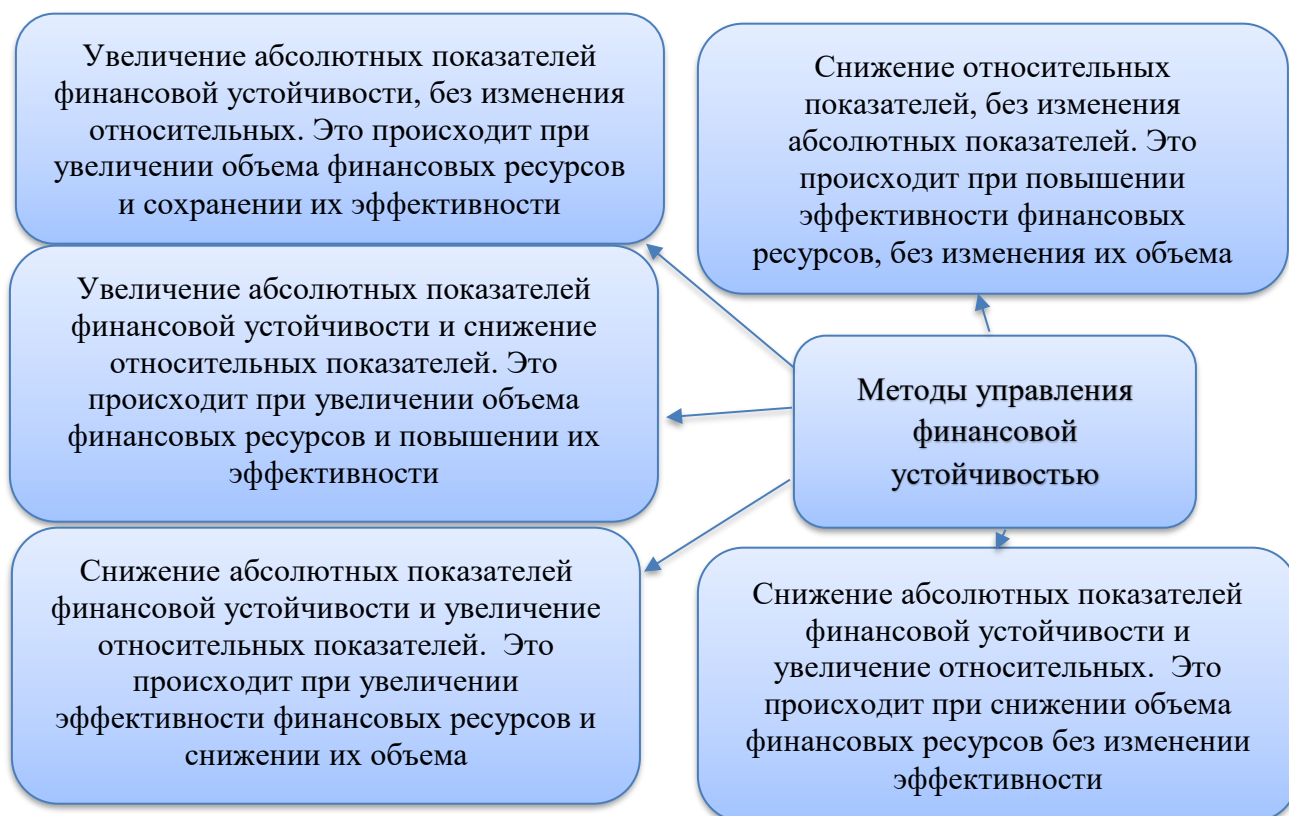 Увеличение абсолютных показателей
финансовой устойчивости, без изменения
относительных. Это происходит при
увеличении объема финансовых ресурсов
и сохранении их эффективности
Снижение относительных
показателей, без изменения
абсолютных показателей. Это
происходит при повышении
эффективности финансовых
ресурсов, без изменения их объема
Увеличение абсолютных показателей
финансовой устойчивости и снижение
относительных показателей. Это
происходит при увеличении объема
финансовых ресурсов и повышении их
эффективности
Методы управления
финансовой
устойчивостью
Снижение абсолютных показателей
финансовой устойчивости и увеличение
относительных показателей.  Это
происходит при увеличении
эффективности финансовых ресурсов и
снижении их объема
Снижение абсолютных показателей
финансовой устойчивости и
увеличение относительных.  Это
происходит при снижении объема
финансовых ресурсов без изменении
эффективности